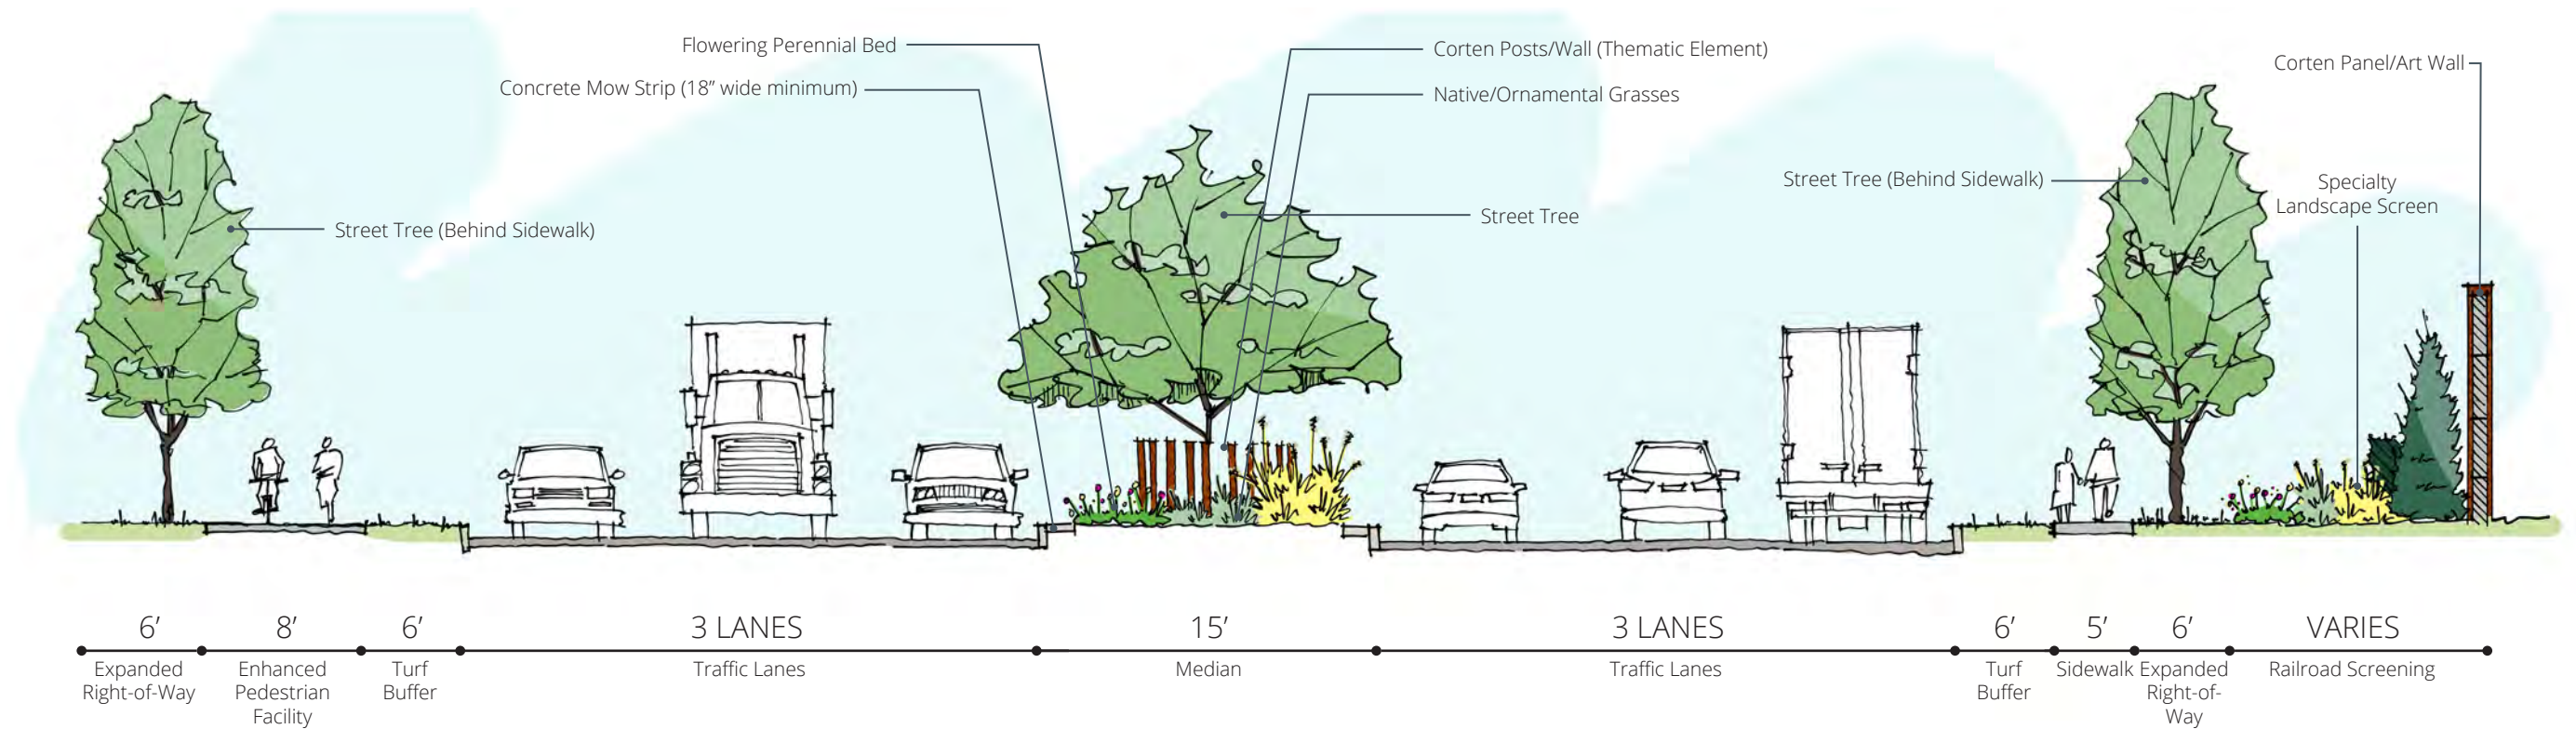 Flowering Perennial Bed
Concrete Mow Strip (18” wide minimum)
Corten Posts/Wall (Thematic Element)
Native/Ornamental Grasses
Corten Panel/Art Wall
Street Tree (Behind Sidewalk)
Specialty
Landscape Screen
Street Tree
Street Tree (Behind Sidewalk)
6’
8’
6’
3 LANES
15’
3 LANES
6’
5’
6’
VARIES
Expanded
Right-of-Way
Enhanced
Pedestrian
Facility
Turf
Buffer
Traffic Lanes
Median
Traffic Lanes
Turf
Buffer
Sidewalk
Expanded
Right-of-
Way
Railroad Screening